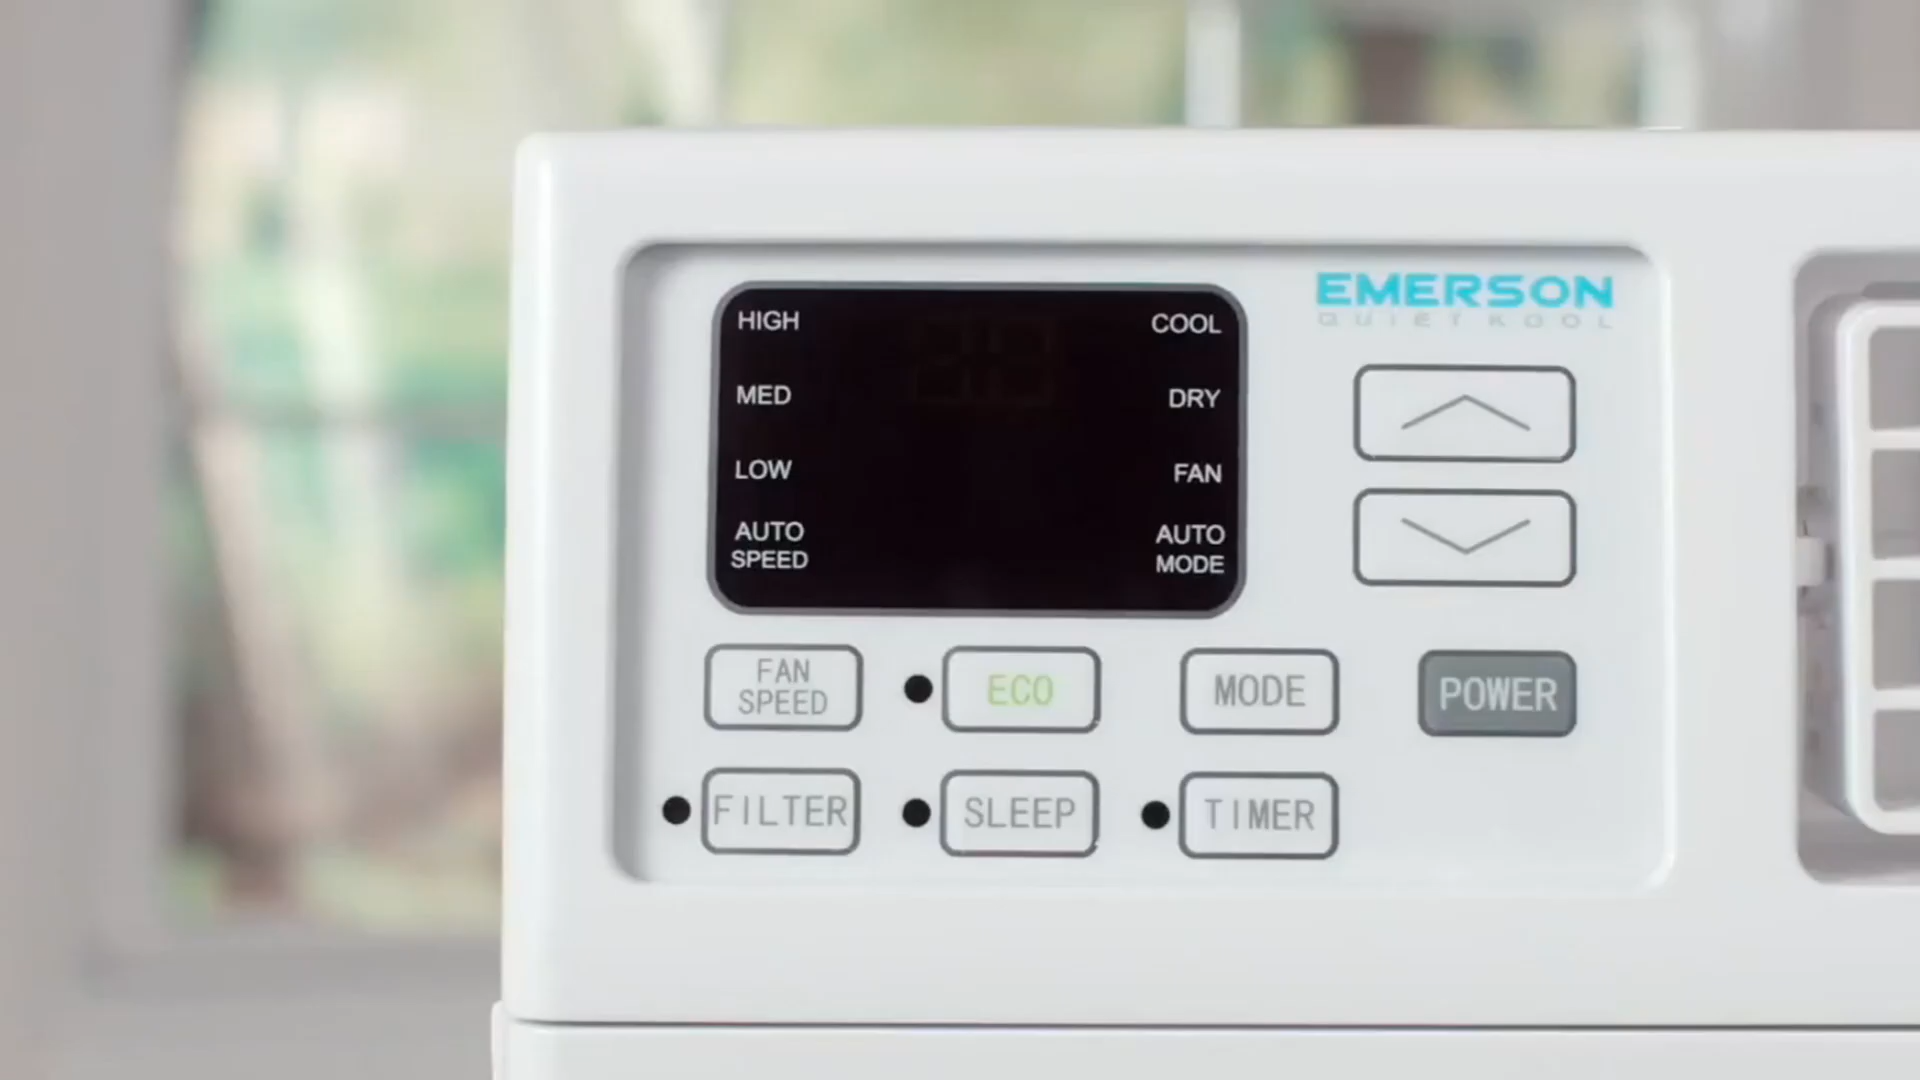 EMERSON
QUIET KOOL
HIGH
COOL
MED
DRY
LOW
FAN
AUTO
SPEED
AUTO
MODE
FAN
SPEED
ECO
MODE
POWER
FILTER
SLEEP
TIMER